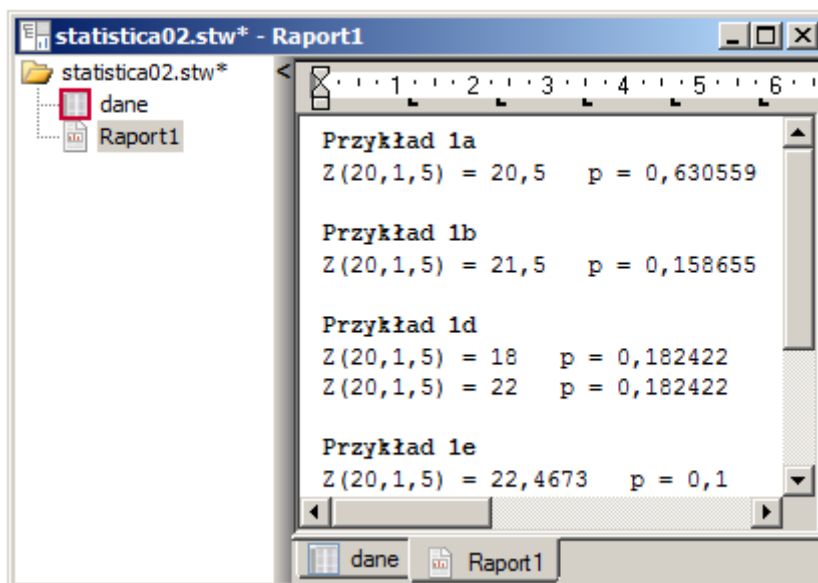 statistica02.stw* - Raport1
statistica02.stw*
dane
Raport1
<
1 2 3 4 5 6
Przykład 1a
Z(20,1,5) = 20,5 p = 0,630559
Przykład 1b
Z(20,1,5) = 21,5 p = 0,158655
Przykład 1d
Z(20,1,5) = 18 p = 0,182422
Z(20,1,5) = 22 p = 0,182422
Przykład 1e
Z(20,1,5) = 22,4673 p = 0,1
dane Raport1